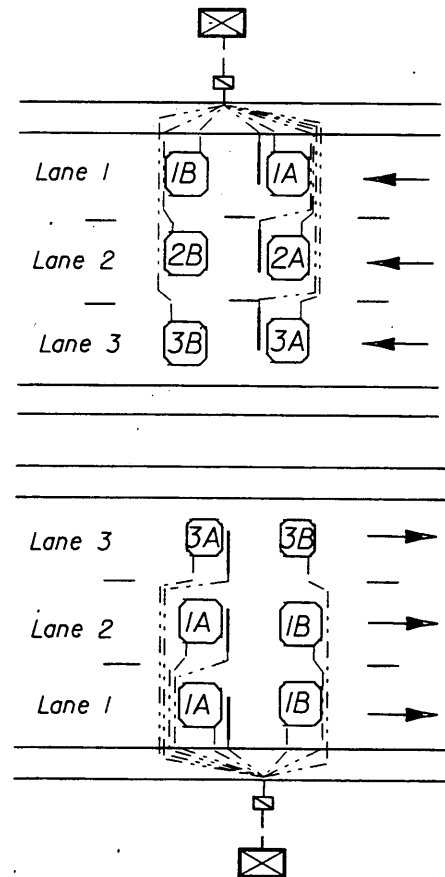 Lane 1 1B 1A
Lane 2 2B 2A
Lane 3 3B 3A
Lane 3 3A 3B
Lane 2 1A 1B
Lane 1 1A 1B